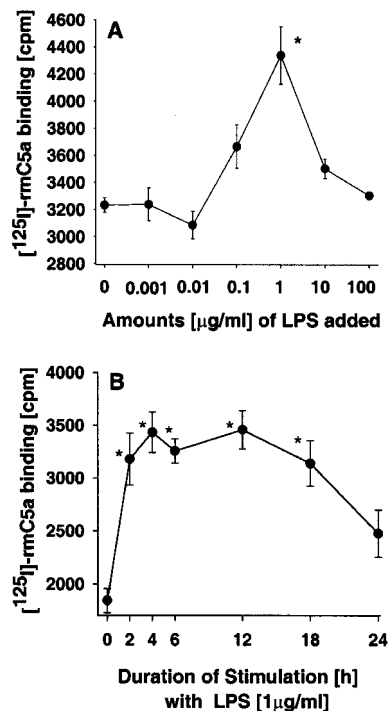 A
[125I]-rmC5a binding [cpm]
4600
4400
4200
4000
3800
3600
3400
3200
3000
2800
0 0.001 0.01 0.1 1 10 100
*
Amounts [μg/ml] of LPS added
B
[125I]-rmC5a binding [cpm]
4000
3500
3000
2500
2000
* * * * *
0 2 4 6 12 18 24
Duration of Stimulation [h]
with LPS [1μg/ml]